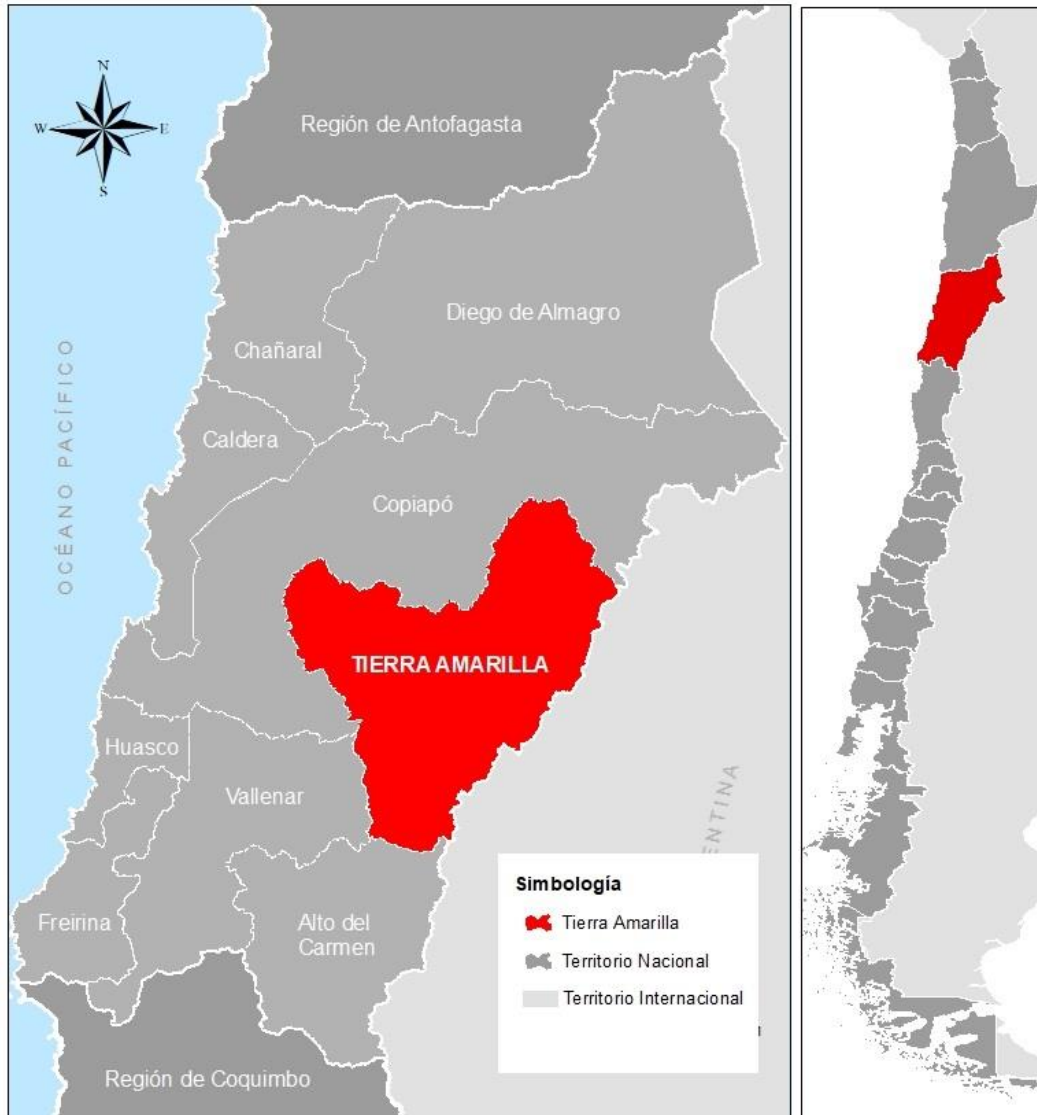 N
W
E
S
Región de Antofagasta
OCÉANO PACÍFICO
Diego de Almagro
Chañaral
Caldera
Copiapó
TIERRA AMARILLA
Huasco
Vallenar
ENTINA
Freirina
Alto del
Carmen
Región de Coquimbo
Simbología
Tierra Amarilla
Territorio Nacional
Territorio Internacional